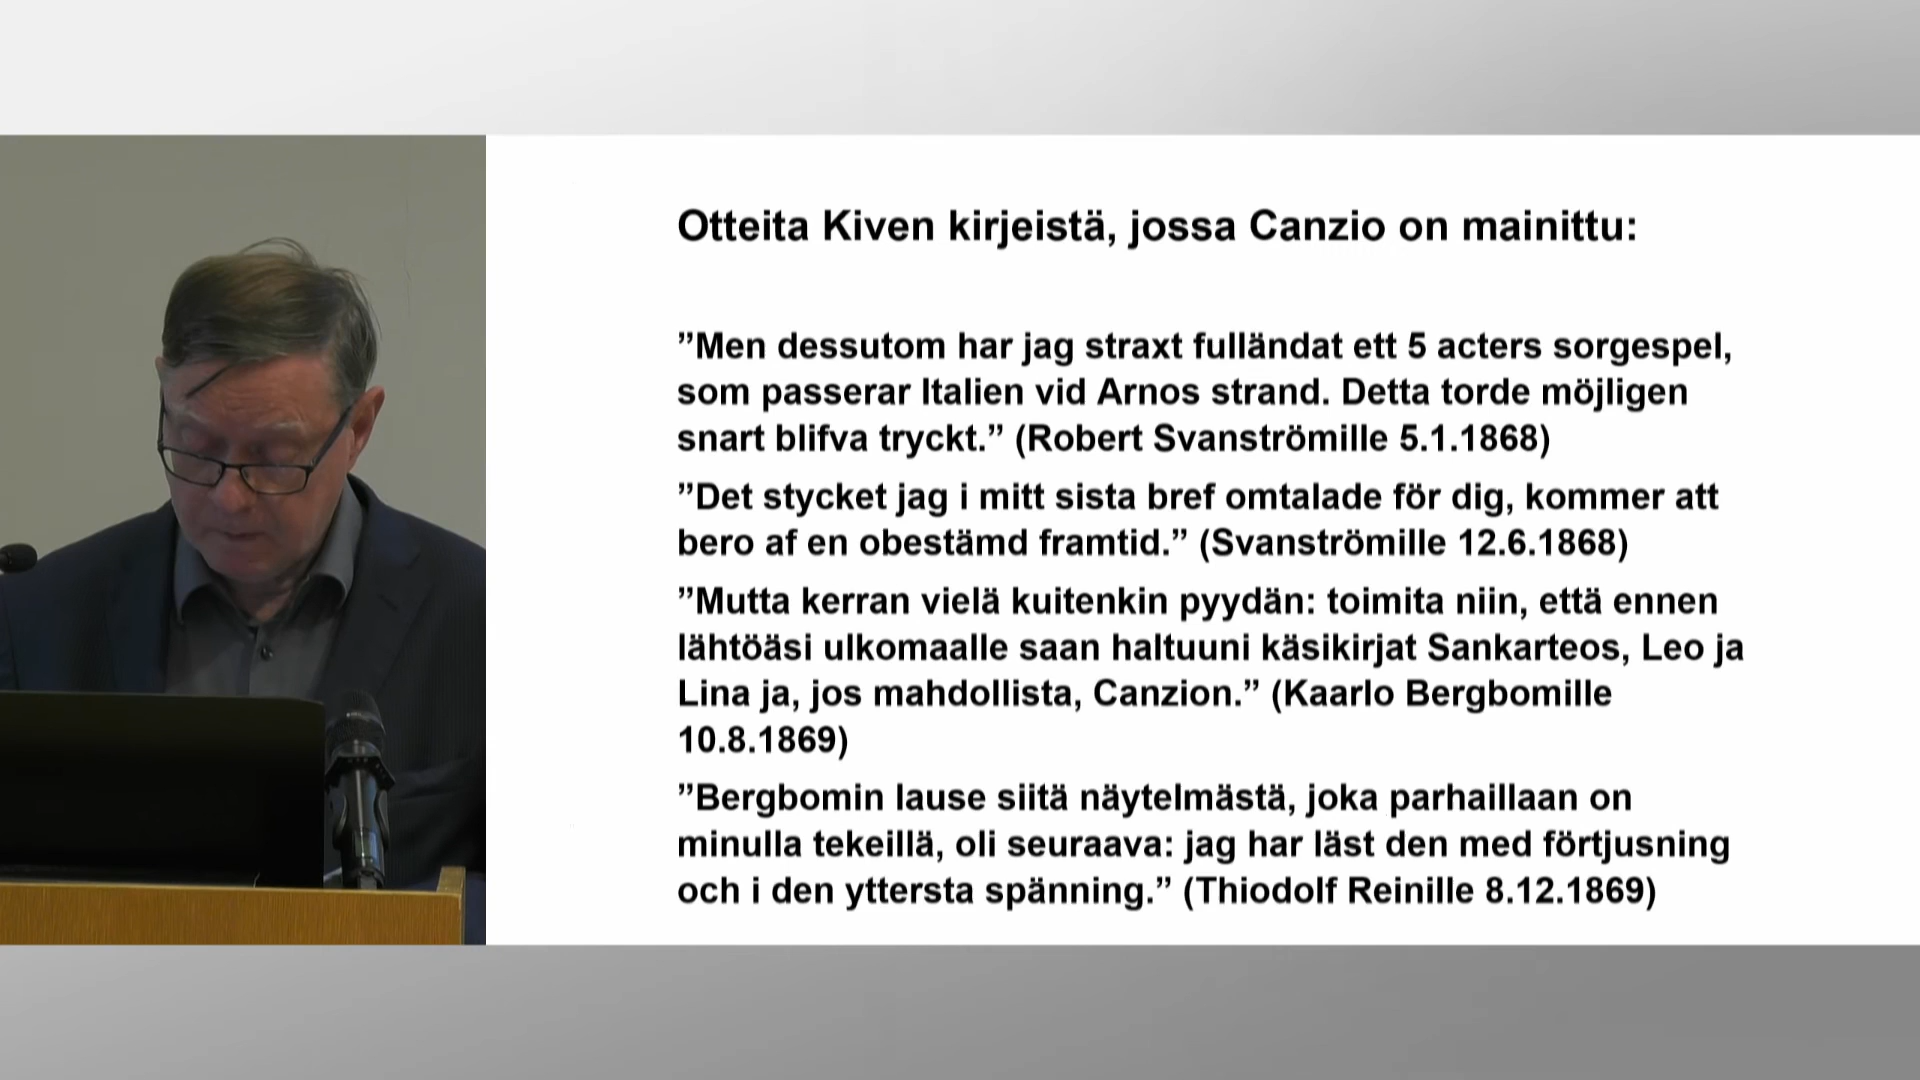 Otteita Kiven kirjeistä, jossa Canzio on mainittu:
”Men dessutom har jag straxt fulländat ett 5 acters sorgespel,
som passerar Italien vid Arnos strand. Detta torde möjligen
snart blifva tryckt.” (Robert Svanströmille 5.1.1868)
”Det stycket jag i mitt sista bref omtalade för dig, kommer att
bero af en obestämd framtid.” (Svanströmille 12.6.1868)
”Mutta kerran vielä kuitenkin pyydän: toimita niin, että ennen
lähtöäsi ulkomaalle saan haltuuni käsikirjat Sankarteos, Leo ja
Lina ja, jos mahdollista, Canzion.” (Kaarlo Bergbomille
10.8.1869)
”Bergbomin lause siitä näytelmästä, joka parhaillaan on
minulla tekeillä, oli seuraava: jag har läst den med förtjusning
och i den yttersta spänning.” (Thiodolf Reinille 8.12.1869)